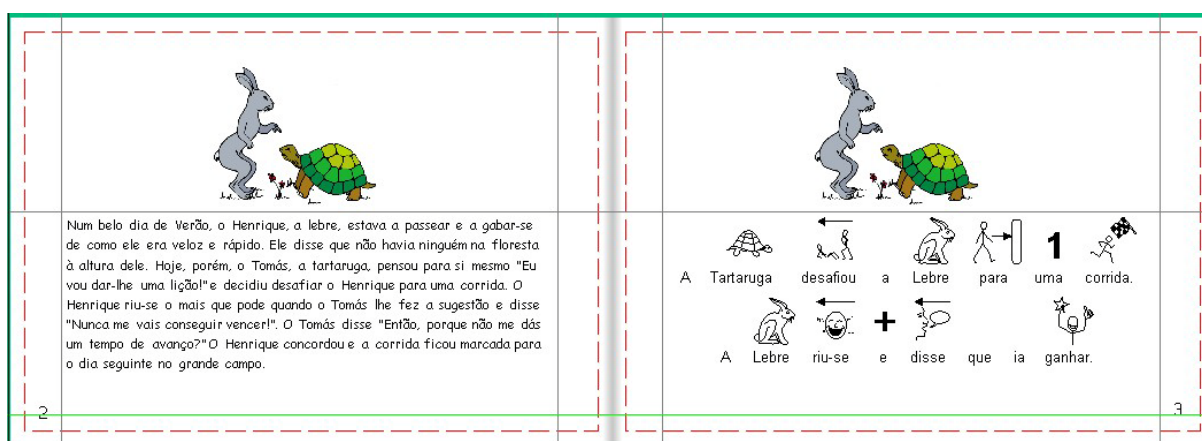 Num belo dia de Verão, o Henrique, a lebre, estava a passear e a gabar-se
de como ele era veloz e rápido. Ele disse que não havia ninguém na floresta
à altura dele. Hoje, porém, o Tomás, a tartaruga, pensou para si mesmo "Eu
vou dar-lhe uma lição!" e decidiu desafiar o Henrique para uma corrida. O
Henrique riu-se o mais que pode quando o Tomás lhe fez a sugestão e disse
"Nunca me vais conseguir vencer!". O Tomás disse "Então, porque não me dás
um tempo de avanço?" O Henrique concordou e a corrida ficou marcada para
o dia seguinte no grande campo.
2
1
A Tartaruga desafiou a Lebre para uma corrida.
+
A Lebre riu-se e disse que ia ganhar.
3